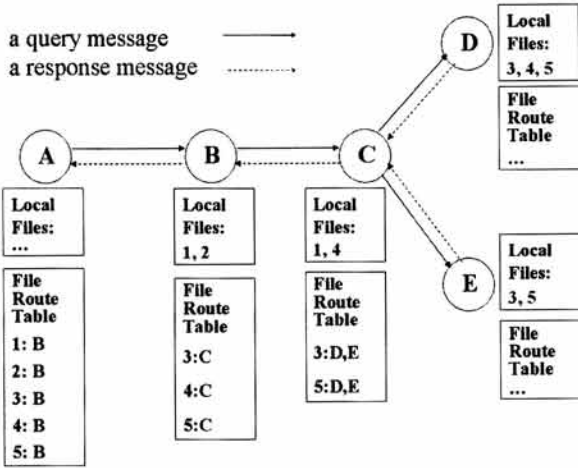 a query message
a response message
D
Local
Files:
3, 4, 5
File
Route
Table
...
A
B
C
Local
Files:
...
Local
Files:
1, 2
Local
Files:
1, 4
E
Local
Files:
3, 5
File
Route
Table
...
File
Route
Table
1: B
2: B
3: B
4: B
5: B
File
Route
Table
3:C
4:C
5:C
File
Route
Table
3:D,E
5:D,E